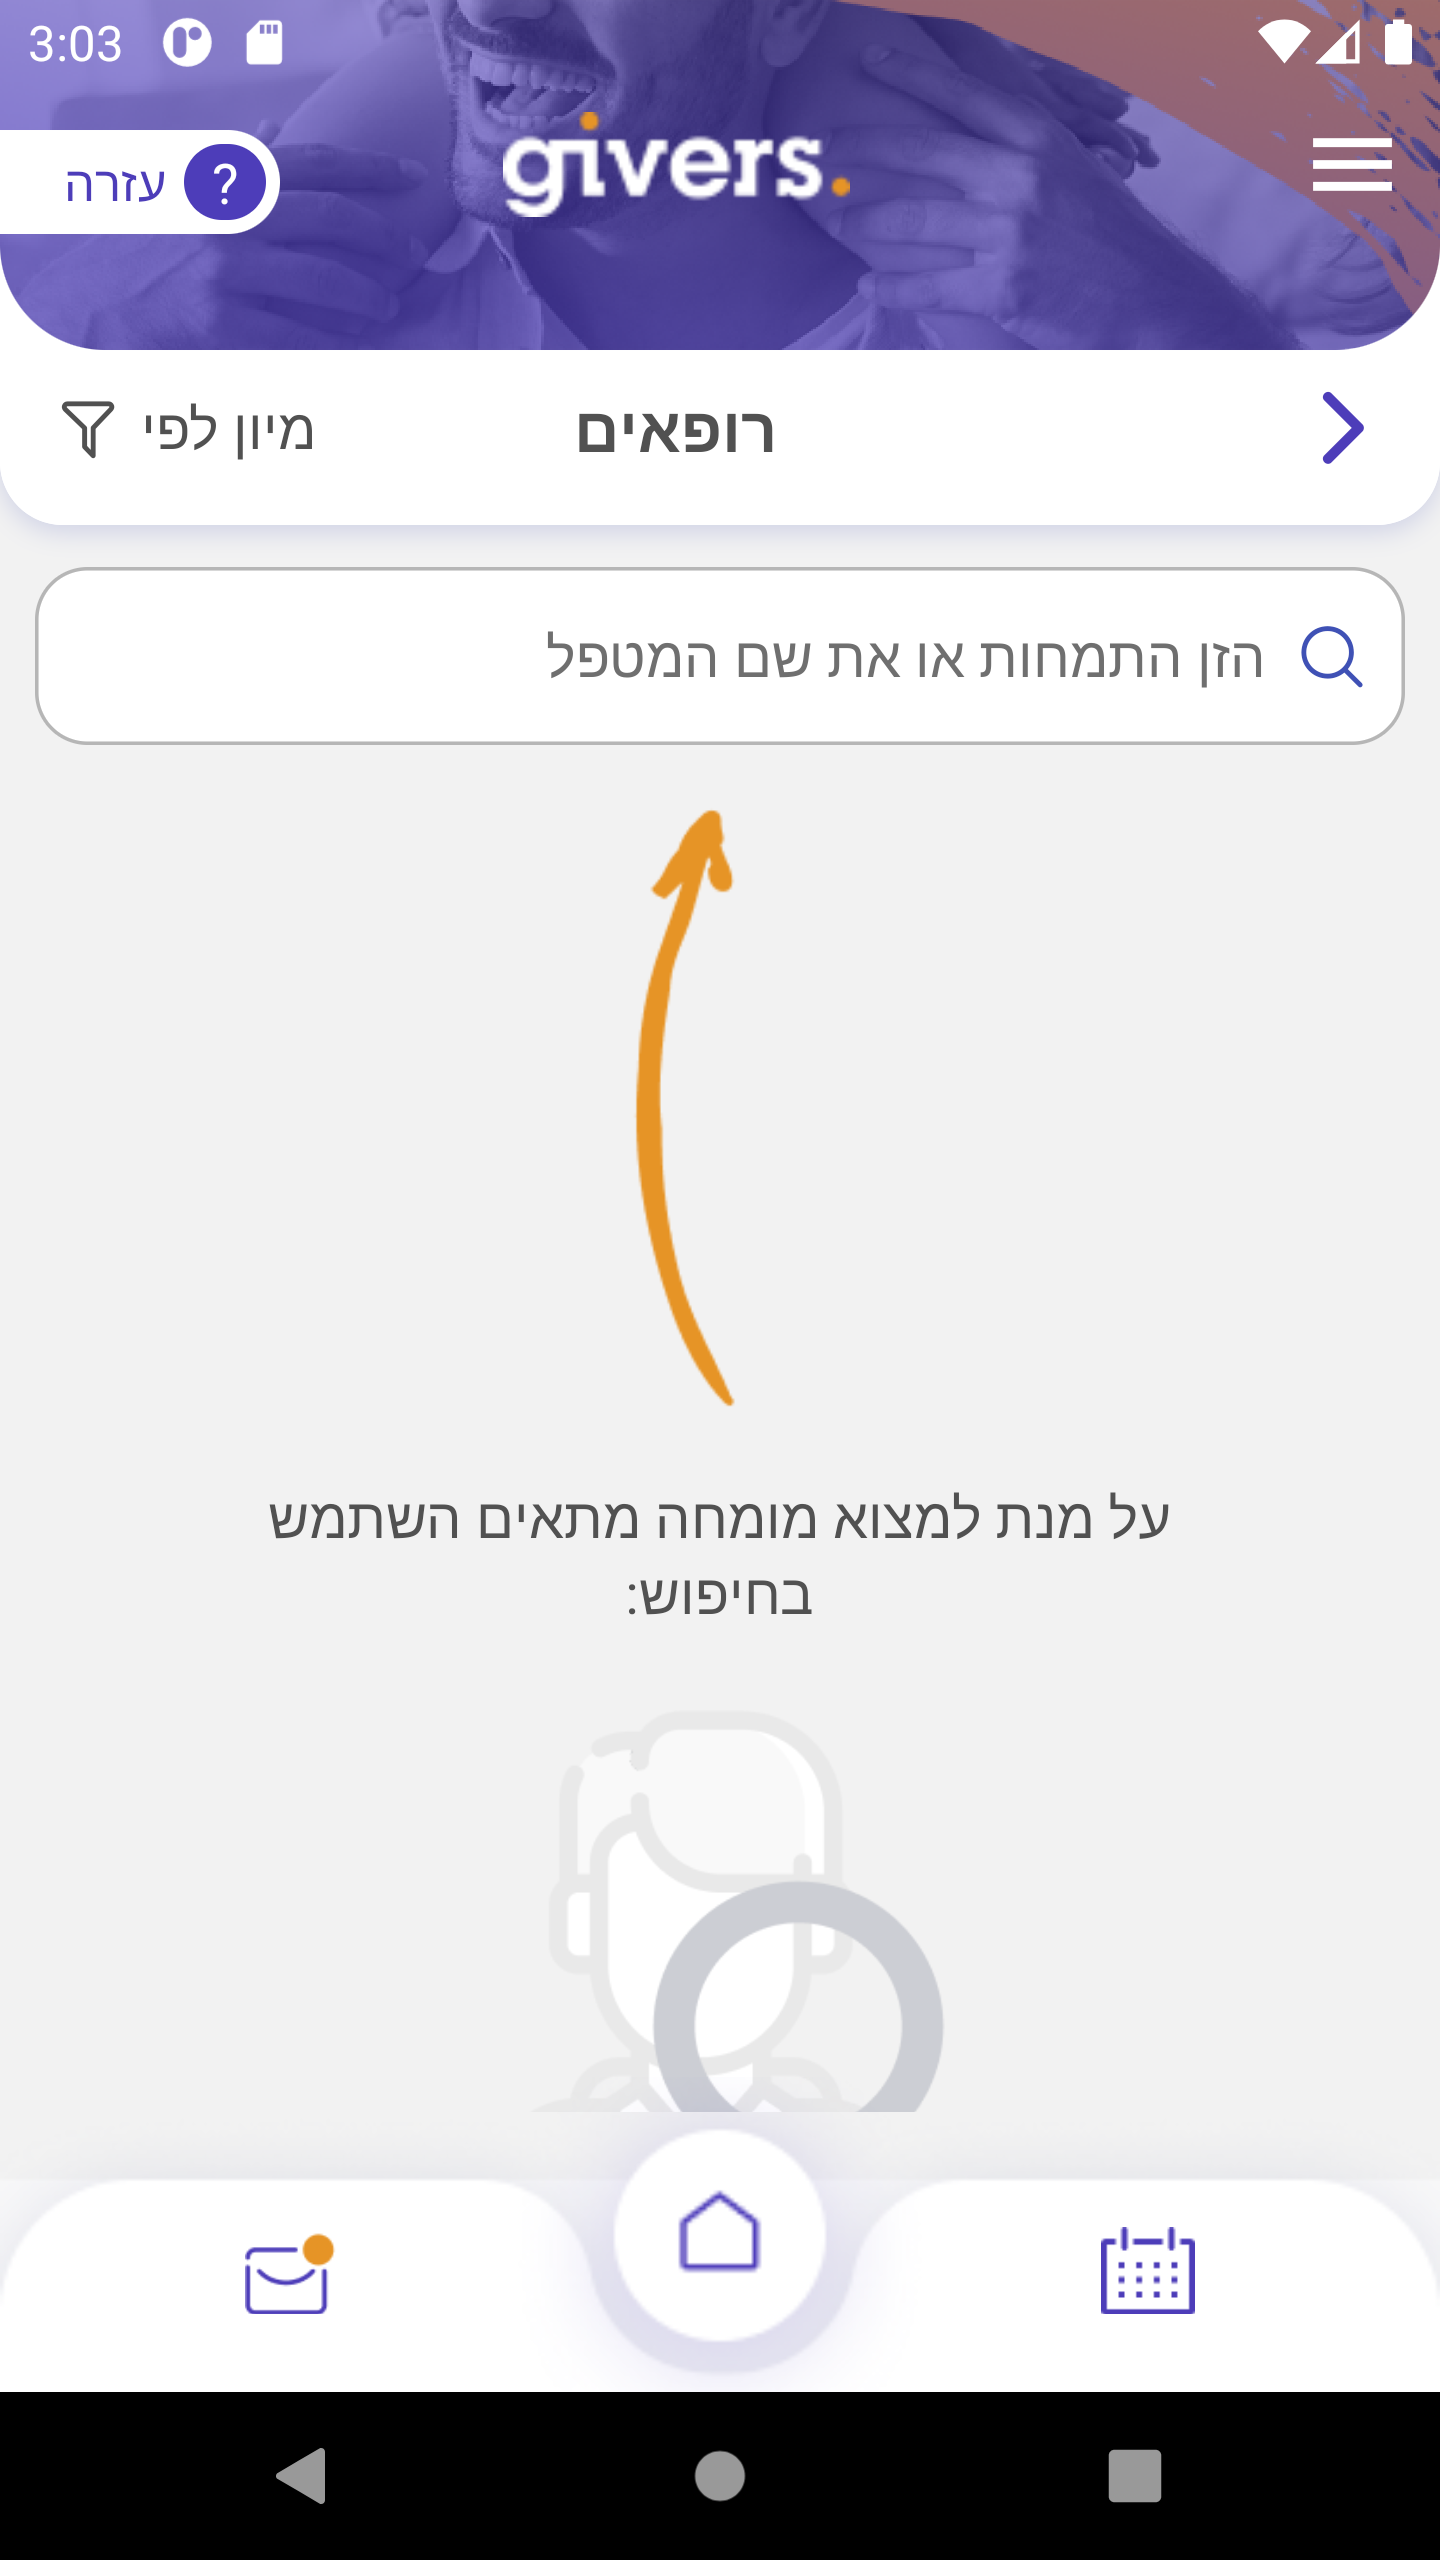 3:03
givers.
עזרה ?
רופאים
מיון לפי
הזן התמחות או את שם המטפל
על מנת למצוא מומחה מתאים השתמש
בחיפוש: